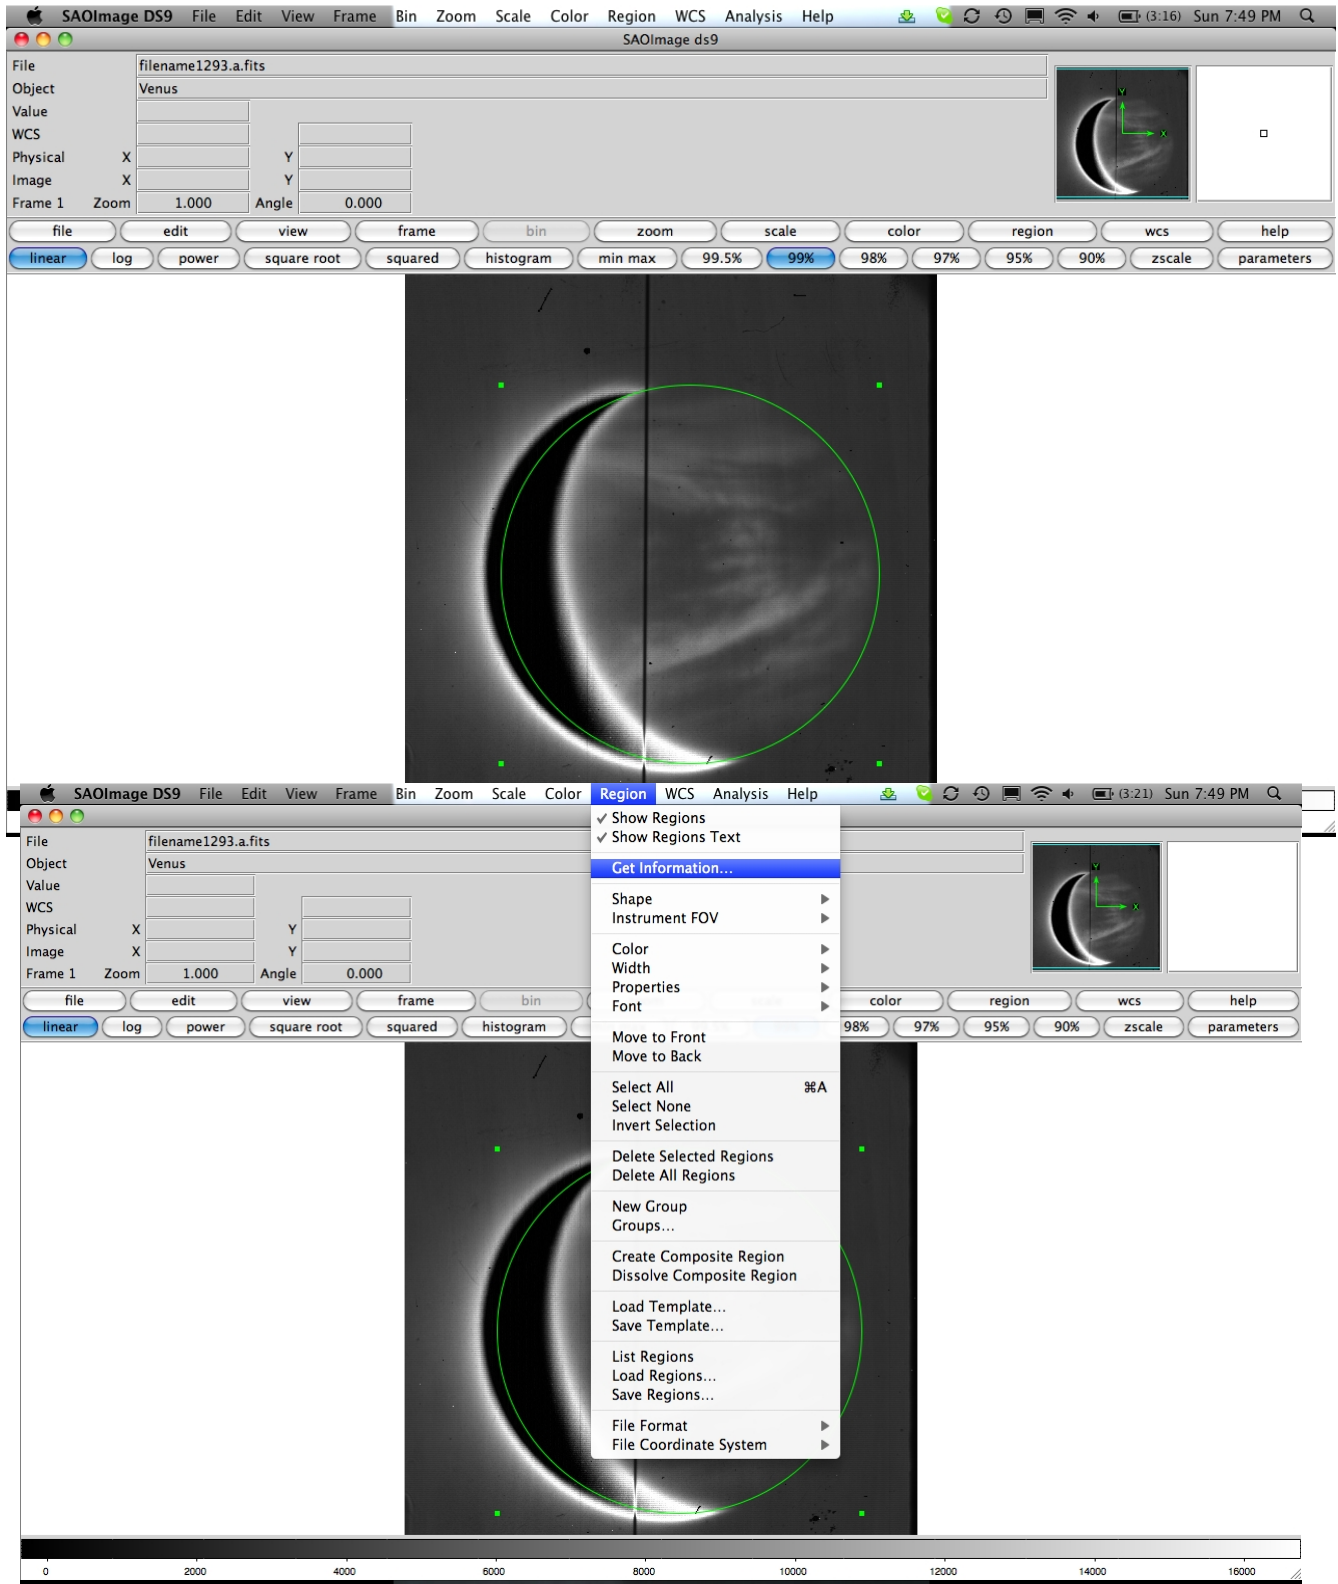 SAOImage DS9 File Edit View Frame Bin Zoom Scale Color Region WCS Analysis Help (3:16) Sun 7:49 PM
SAOImage ds9
File filename1293.a.fits
Object Venus
Value
WCS
Physical X Y
Image X Y
Frame 1 Zoom 1.000 Angle 0.000
Y
X
file edit view frame bin zoom scale color region wcs help
linear log power square root squared histogram min max 99.5% 99% 98% 97% 95% 90% zscale parameters
SAOImage DS9 File Edit View Frame Bin Zoom Scale Color Region WCS Analysis Help (3:21) Sun 7:49 PM
File filename1293.a.fits
Object Venus
Value
WCS
Physical X Y
Image X Y
Frame 1 Zoom 1.000 Angle 0.000
Y
X
file edit view frame bin color region wcs help
linear log power square root squared histogram 98% 97% 95% 90% zscale parameters
✓ Show Regions
✓ Show Regions Text
Get Information...
Shape
Instrument FOV
Color
Width
Properties
Font
Move to Front
Move to Back
Select All ⌘A
Select None
Invert Selection
Delete Selected Regions
Delete All Regions
New Group
Groups...
Create Composite Region
Dissolve Composite Region
Load Template...
Save Template...
List Regions
Load Regions...
Save Regions...
File Format
File Coordinate System
0 2000 4000 6000 8000 10000 12000 14000 16000